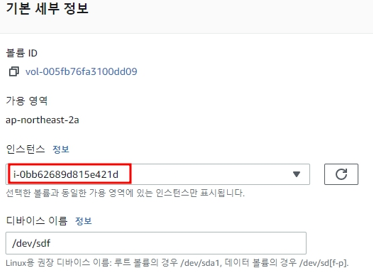 기본 세부 정보
볼륨 ID
vol-005fb76fa3100dd09
가용 영역
ap-northeast-2a
인스턴스 정보
i-0bb62689d815e421d
선택한 볼륨과 동일한 가용 영역에 있는 인스턴스만 표시됩니다.
디바이스 이름 정보
/dev/sdf
Linux용 권장 디바이스 이름: 루트 볼륨의 경우 /dev/sda1, 데이터 볼륨의 경우 /dev/sd[f-p].